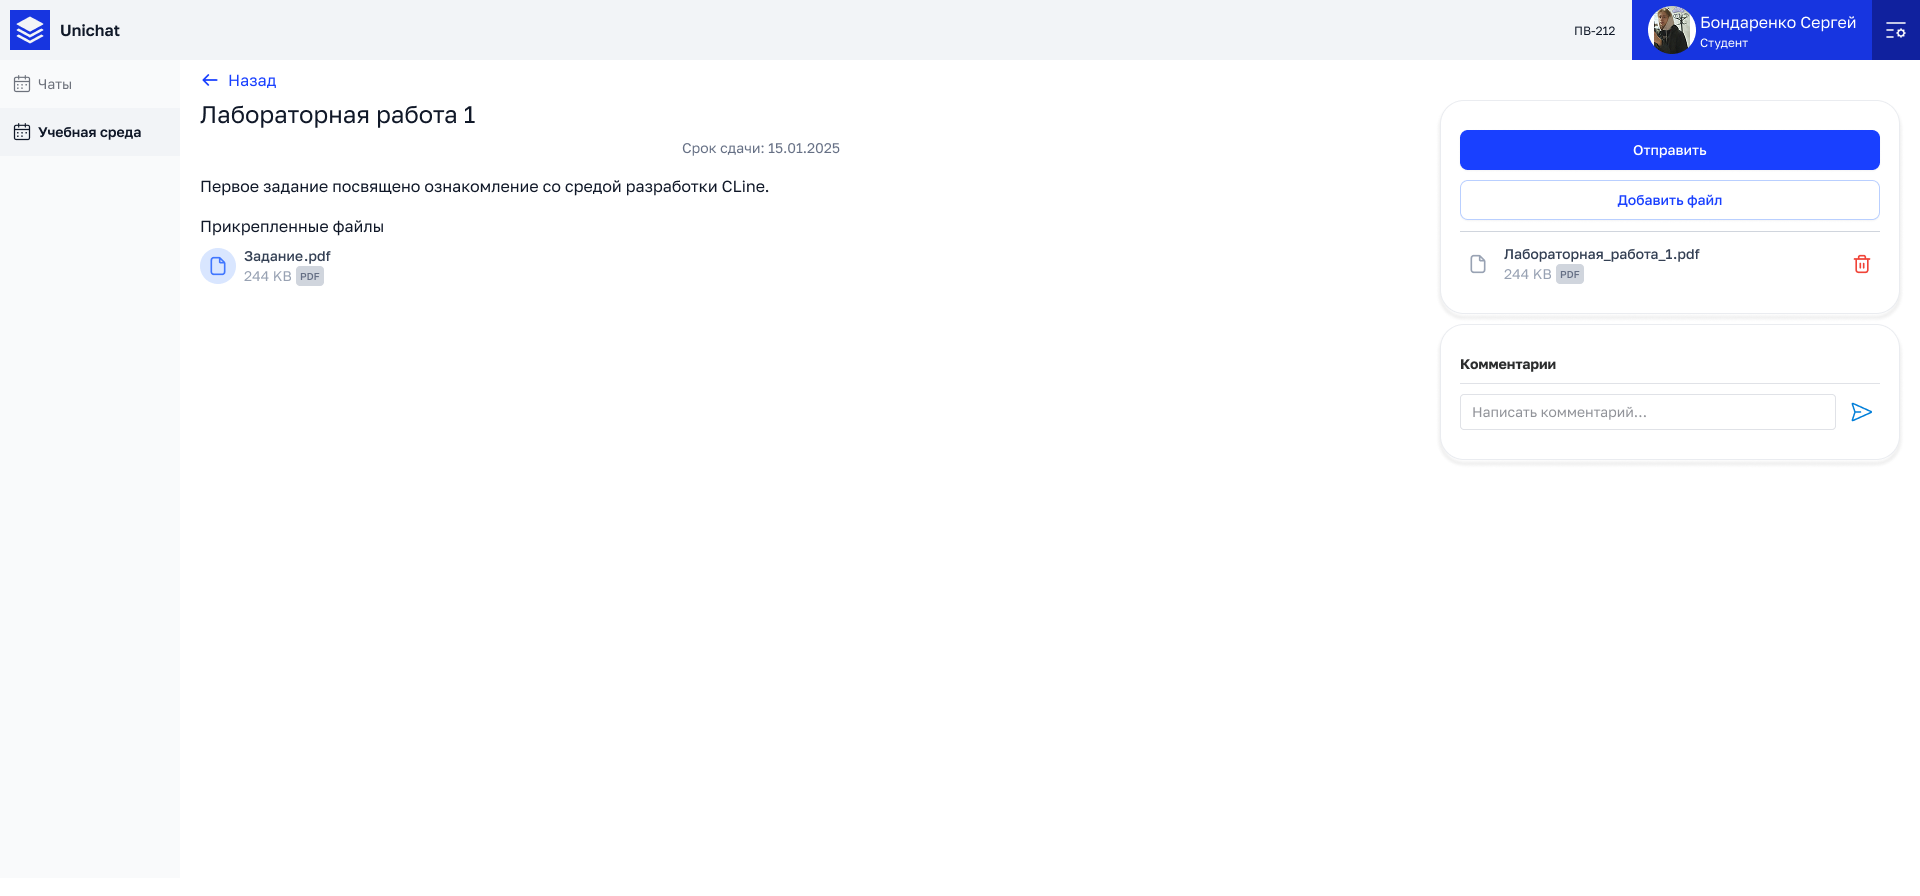 Unichat
ПВ-212
Бондаренко Сергей
Студент
Чаты
Учебная среда
Назад
Лабораторная работа 1
Срок сдачи: 15.01.2025
Первое задание посвящено ознакомление со средой разработки CLine.
Прикрепленные файлы
Задание.pdf
244 KB PDF
Отправить
Добавить файл
Лабораторная_работа_1.pdf
244 KB PDF
Комментарии
Написать комментарий...